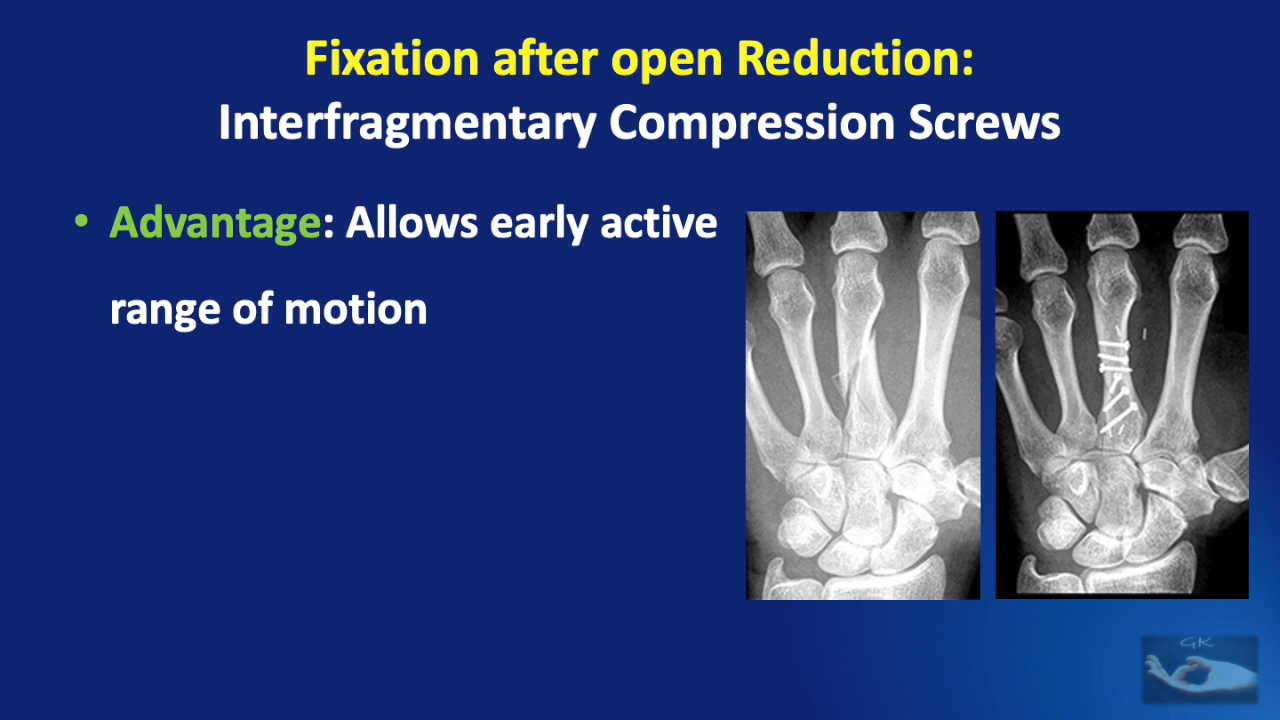 Fixation after open Reduction:
Interfragmentary Compression Screws
• Advantage: Allows early active
range of motion
GK